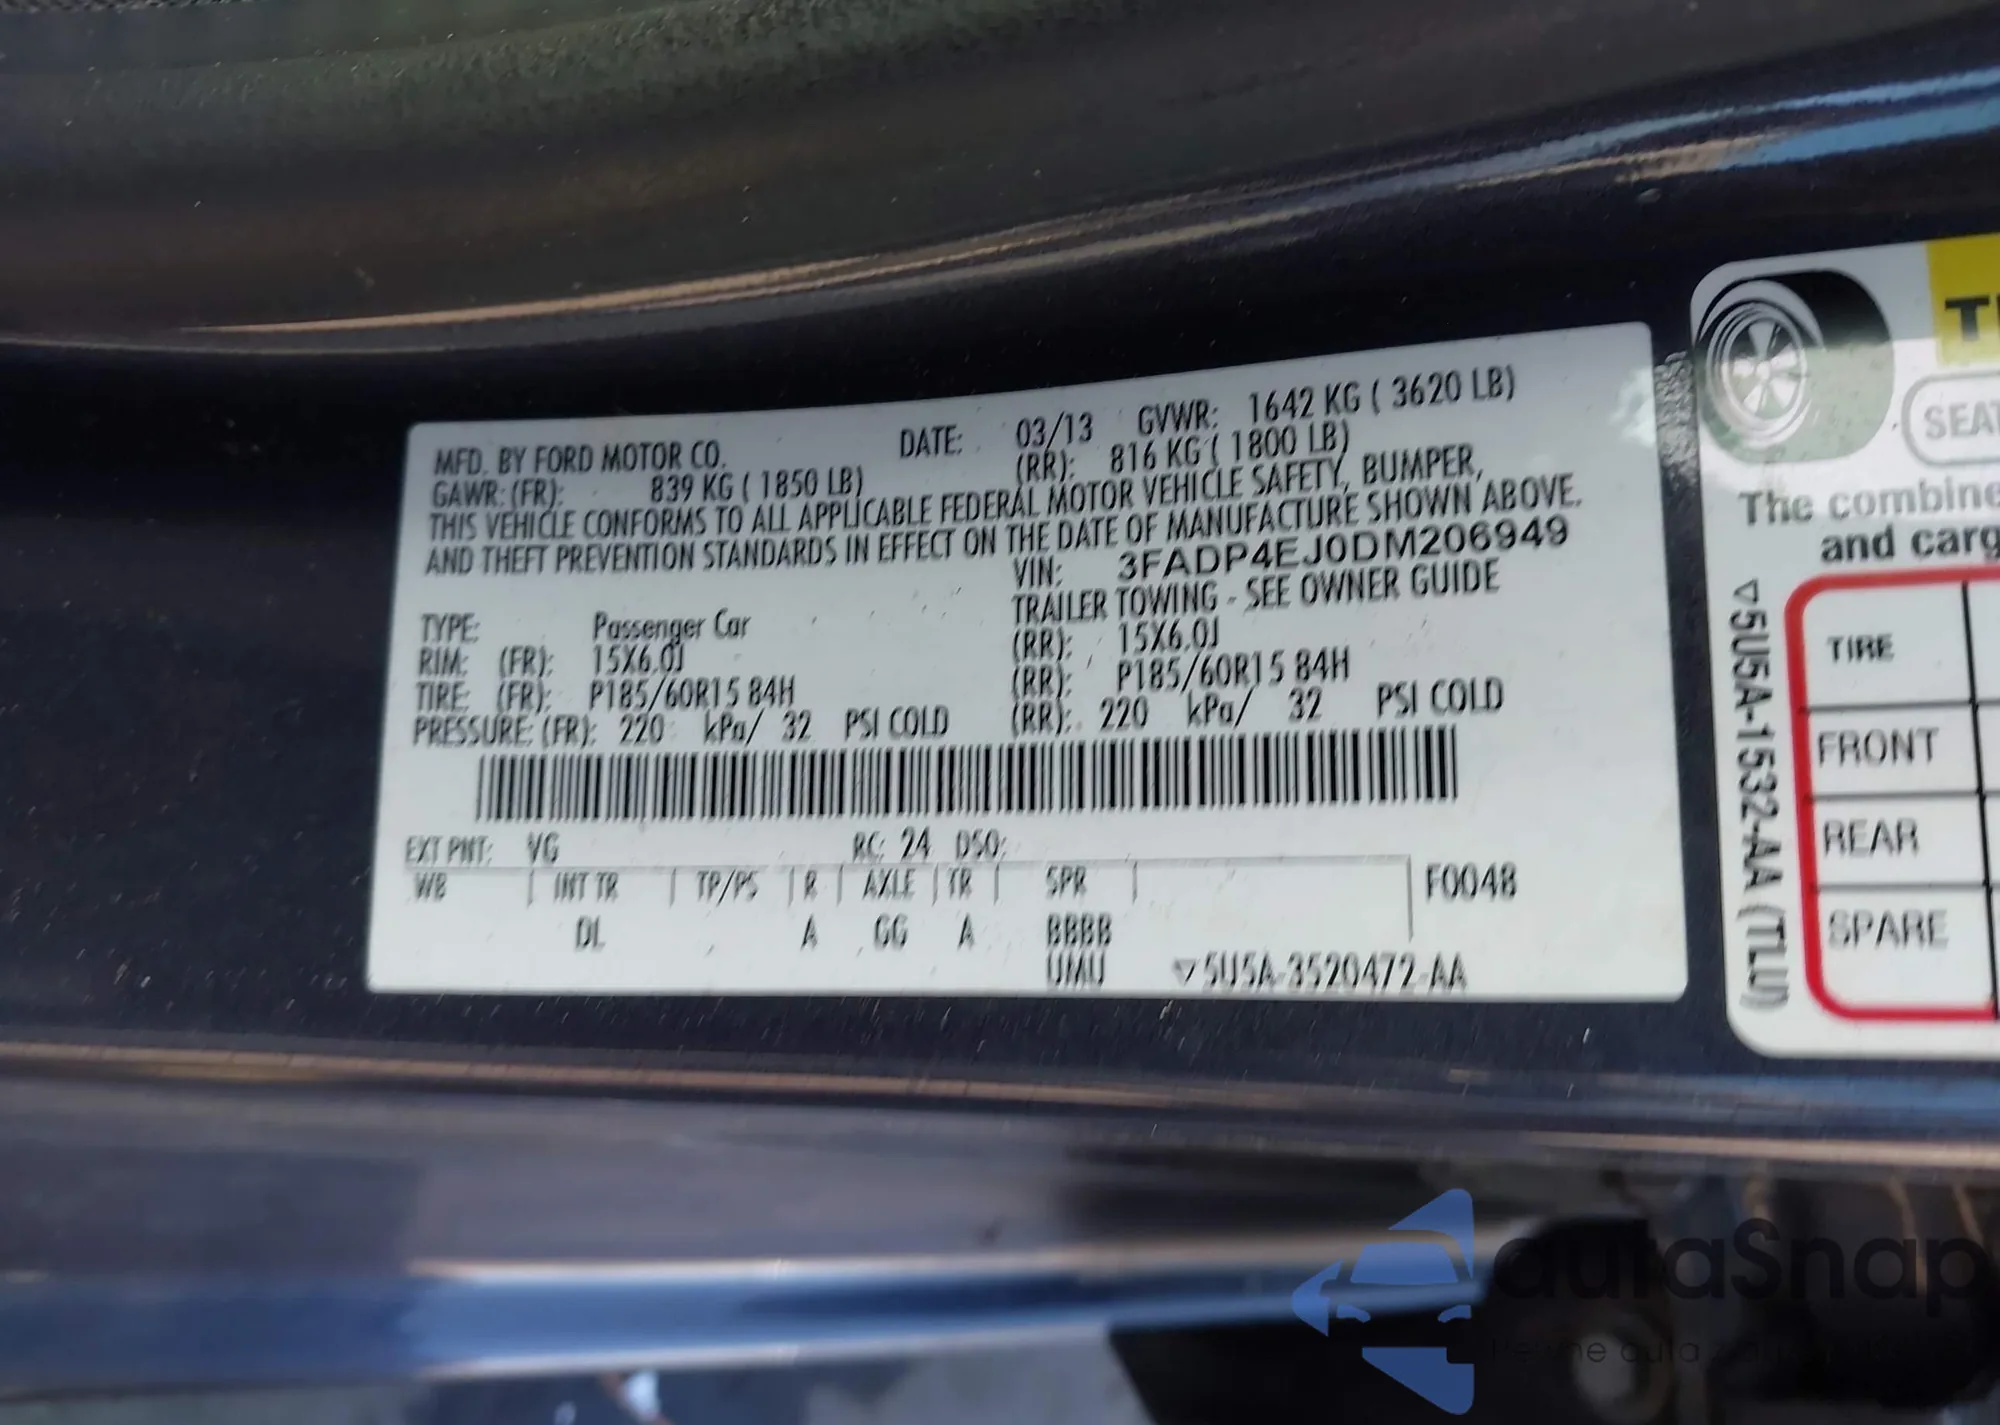 MFD. BY FORD MOTOR CO. DATE: 03/13 GVWR: 1642 KG ( 3620 LB)
GAWR: (FR): 839 KG ( 1850 LB) (RR): 816 KG ( 1800 LB)
THIS VEHICLE CONFORMS TO ALL APPLICABLE FEDERAL MOTOR VEHICLE SAFETY, BUMPER,
AND THEFT PREVENTION STANDARDS IN EFFECT ON THE DATE OF MANUFACTURE SHOWN ABOVE.
VIN: 3FADP4EJ0DM206949
TRAILER TOWING - SEE OWNER GUIDE
TYPE: Passenger Car
RIM: (FR): 15X6.0J (RR): 15X6.0J
TIRE: (FR): P185/60R15 84H (RR): P185/60R15 84H
PRESSURE: (FR): 220 kPa/ 32 PSI COLD (RR): 220 kPa/ 32 PSI COLD
EXT PNT: VG RC: 24 DSO:
WB INT TR TP/PS R AXLE TR SPR F0048
DL A GG A BBBB
UMU ▽5U5A-3520472-AA
SEAT
The combine
and carg
TIRE
FRONT
REAR
SPARE
▽5U5A-1532-AA (TLU)
autaSnap